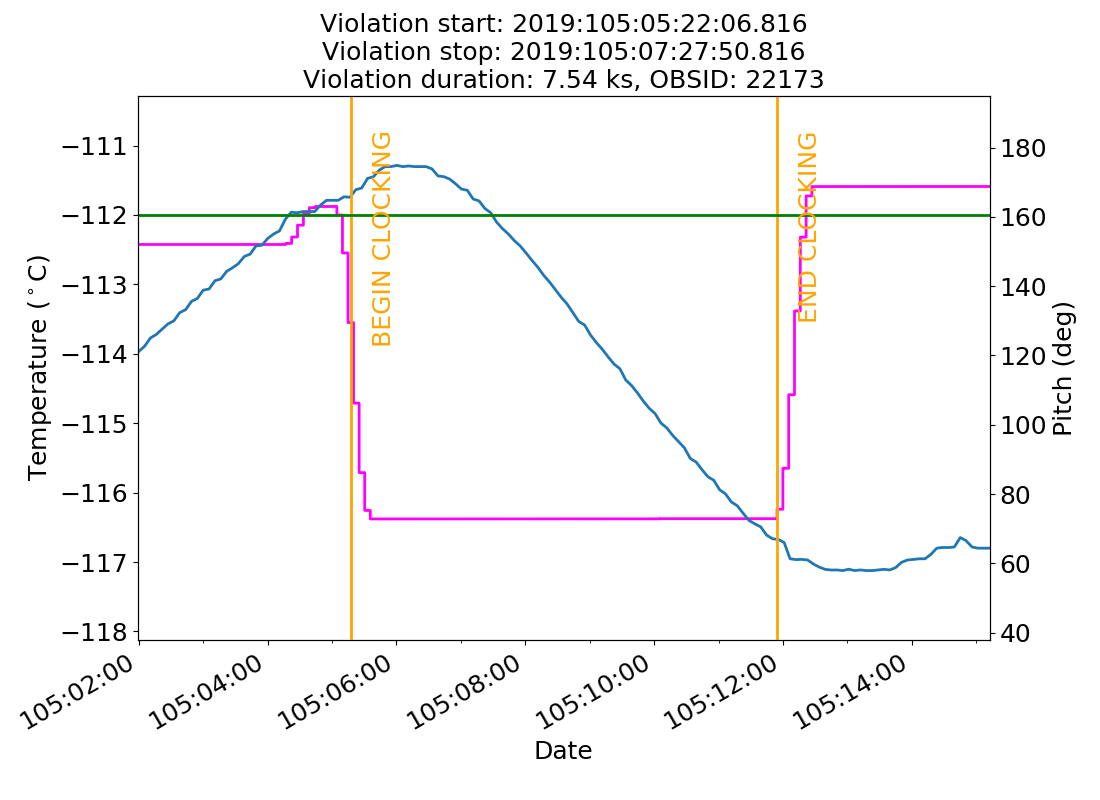 Violation start: 2019:105:05:22:06.816
Violation stop: 2019:105:07:27:50.816
Violation duration: 7.54 ks, OBSID: 22173
−111
−112
−113
−114
−115
−116
−117
−118
Temperature (°C)
BEGIN CLOCKING
END CLOCKING
180
160
140
120
100
80
60
40
Pitch (deg)
105:02:00
105:04:00
105:06:00
105:08:00
105:10:00
105:12:00
105:14:00
Date